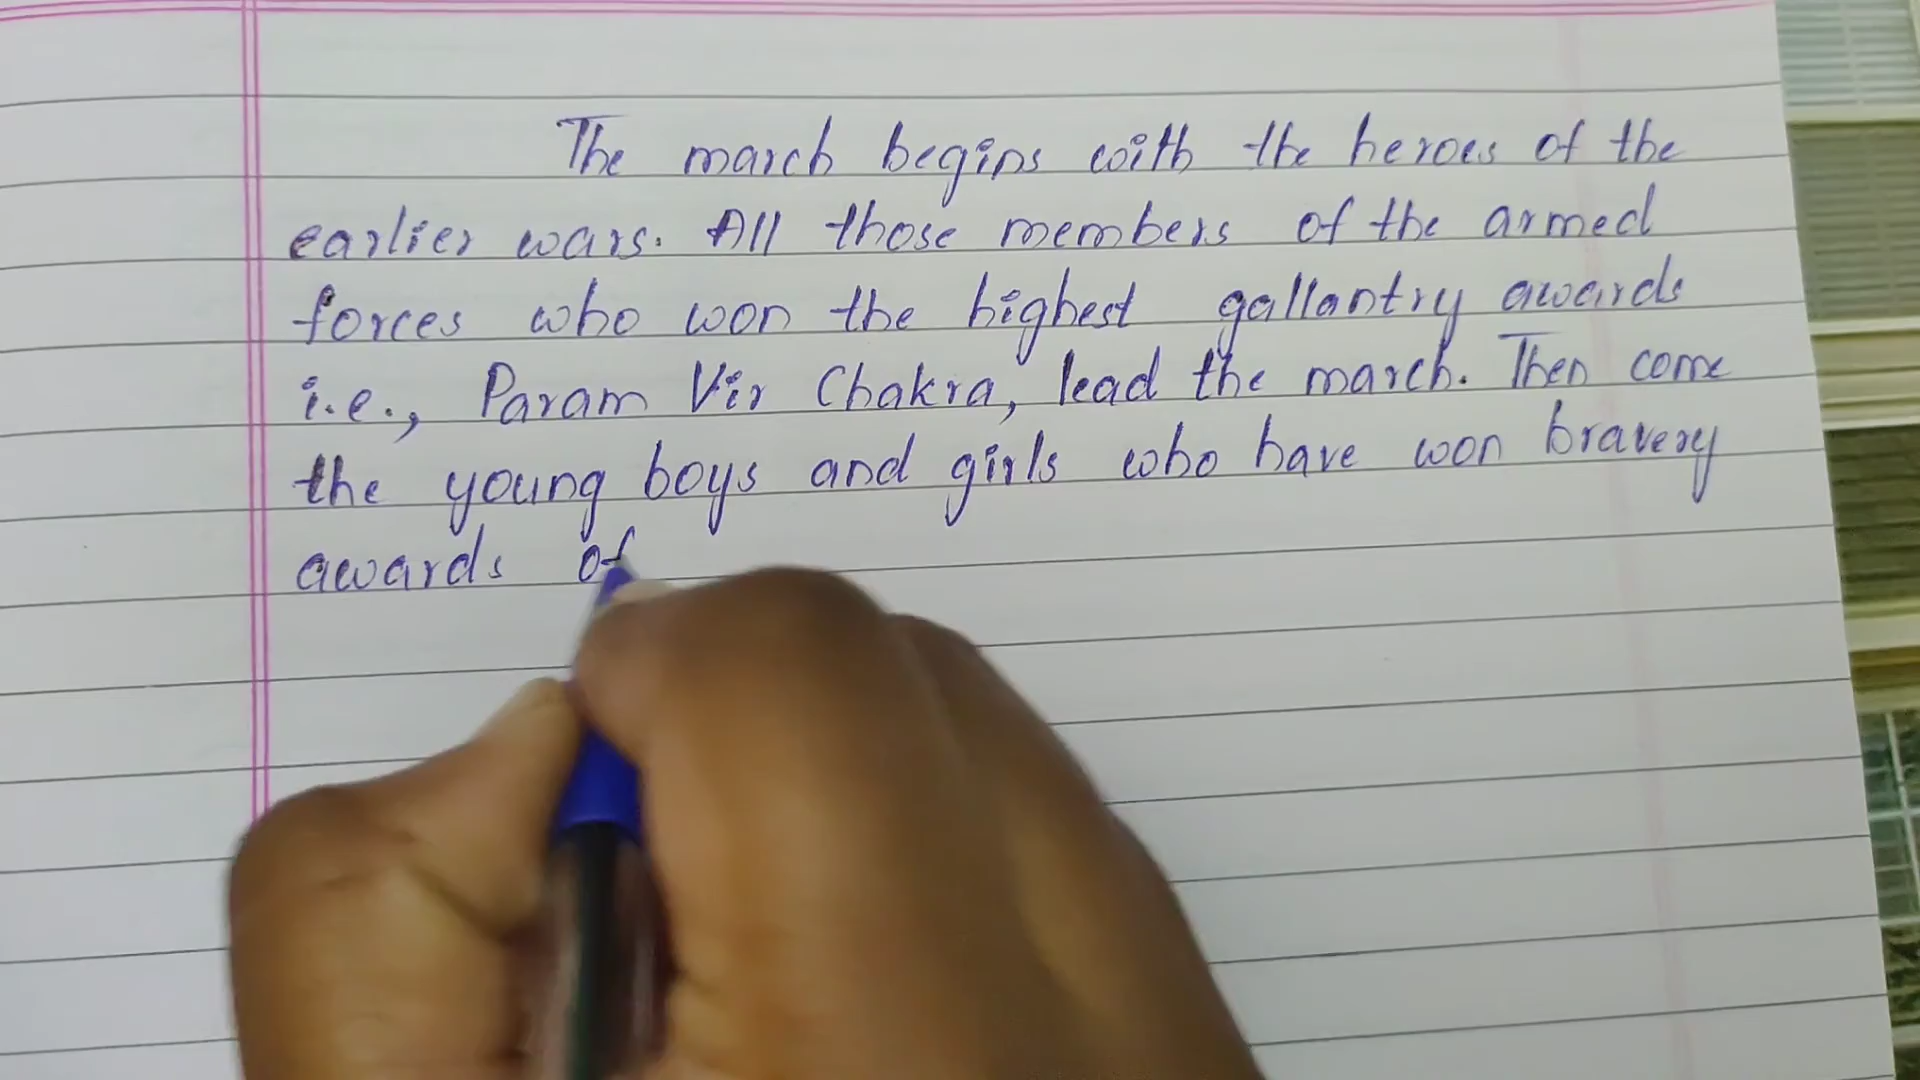 The march begins with the heroes of the
earlier wars. All those members of the armed
forces who won the highest gallantry awards
i.e., Param Vir Chakra, lead the march. Then come
the young boys and girls who have won bravery
awards of